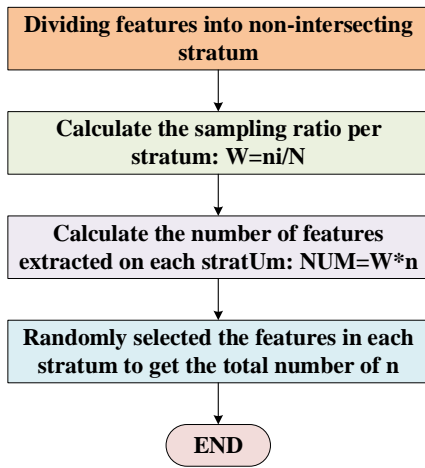 Dividing features into non-intersecting
stratum
Calculate the sampling ratio per
stratum: W=ni/N
Calculate the number of features
extracted on each stratUm: NUM=W*n
Randomly selected the features in each
stratum to get the total number of n
END